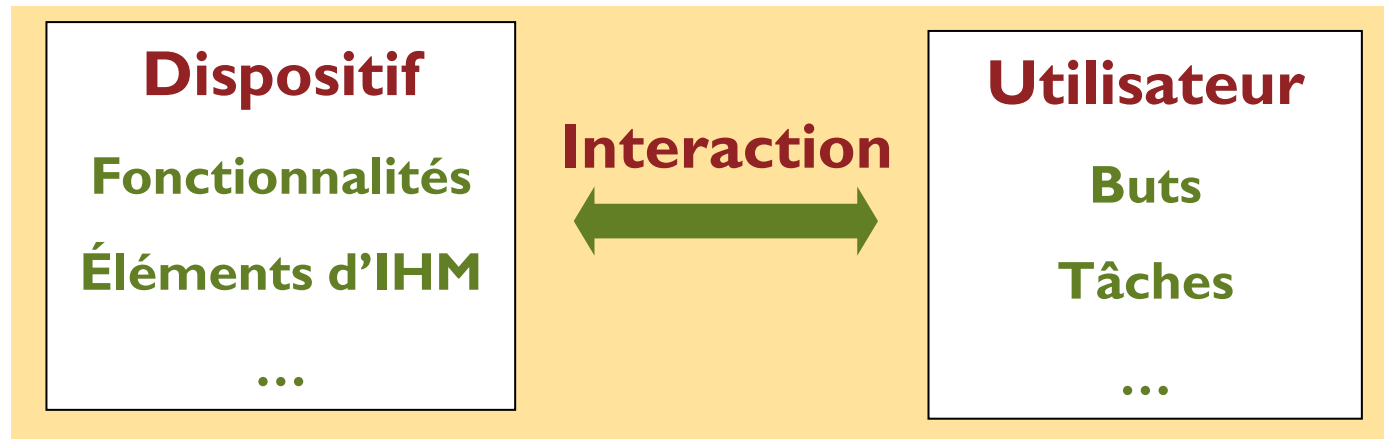 Dispositif
Fonctionnalités
Éléments d’IHM
...
Interaction
Utilisateur
Buts
Tâches
...